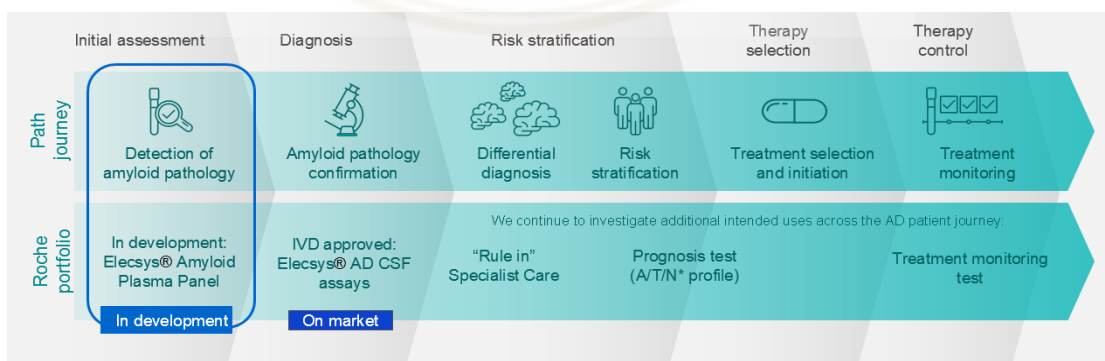 Initial assessment
Diagnosis
Risk stratification
Therapy
selection
Therapy
control
Path
journey
Detection of
amyloid pathology
Amyloid pathology
confirmation
Differential
diagnosis
Risk
stratification
Treatment selection
and initiation
Treatment
monitoring
Roche
portfolio
In development:
Elecsys® Amyloid
Plasma Panel
In development
IVD approved:
Elecsys® AD CSF
assays
On market
We continue to investigate additional intended uses across the AD patient journey:
“Rule in”
Specialist Care
Prognosis test
(A/T/N* profile)
Treatment monitoring
test